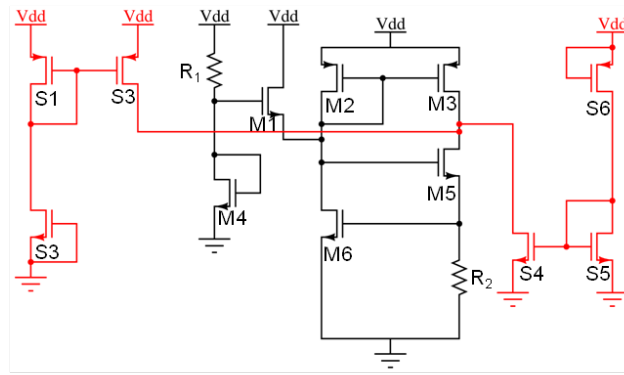 Vdd Vdd Vdd Vdd Vdd Vdd
R1
S1 S3 M1 M2 M3 S6
M4 M5
S3 M6 R2 S4 S5